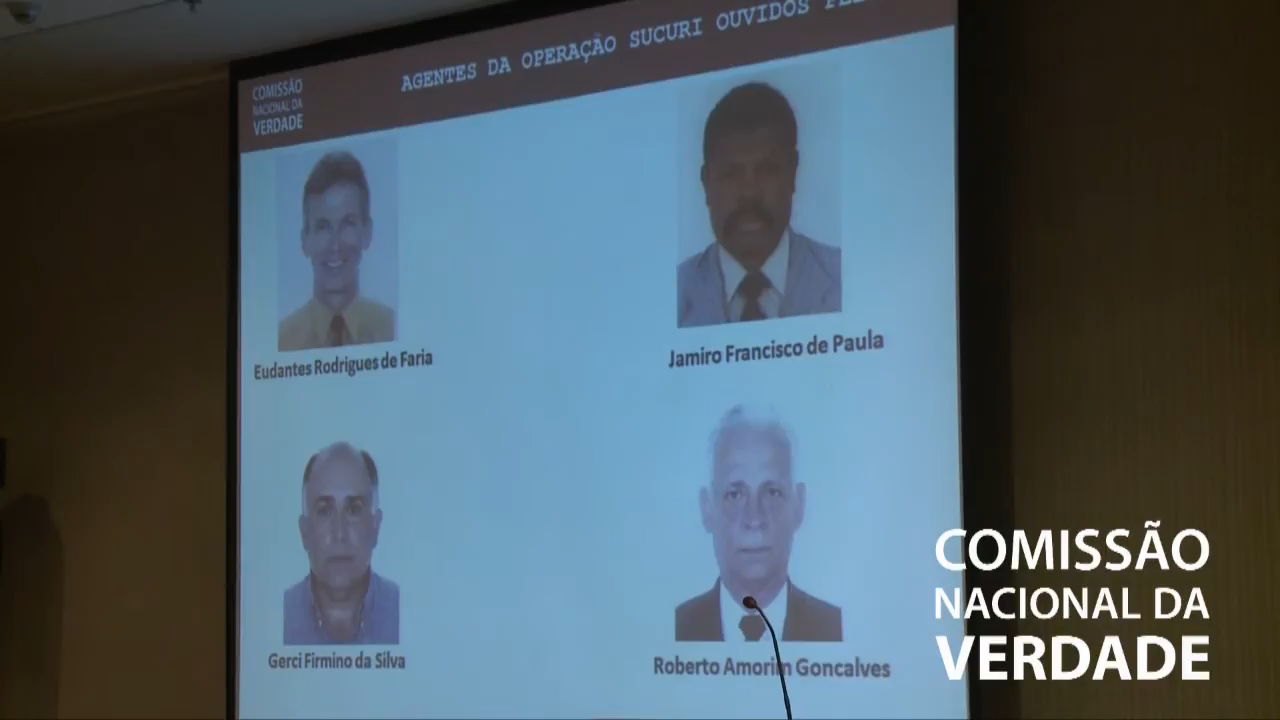 AGENTES DA OPERAÇÃO SUCURI OUVIDOS
COMISSÃO
NACIONAL DA
VERDADE
Eudantes Rodrigues de Faria
Jamiro Francisco de Paula
Gerci Firmino da Silva
Roberto Amorim Goncalves
COMISSÃO
NACIONAL DA
VERDADE